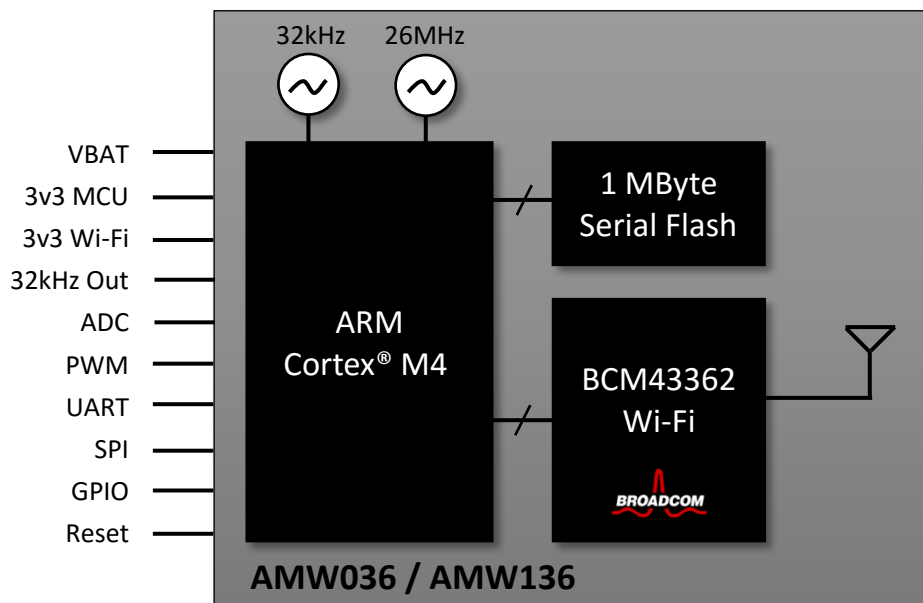 32kHz
26MHz
VBAT
3v3 MCU
3v3 Wi-Fi
32kHz Out
ADC
PWM
UART
SPI
GPIO
Reset
ARM
Cortex® M4
1 MByte
Serial Flash
BCM43362
Wi-Fi
BROADCOM
AMW036 / AMW136